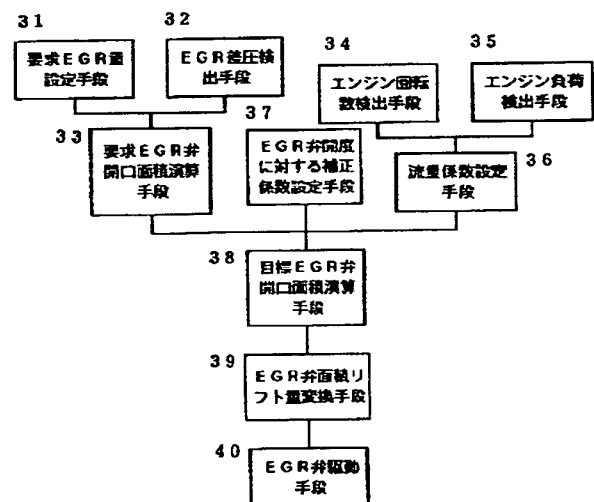 31
要求EGR量
設定手段
32
EGR差圧検
出手段
34
エンジン回転
数検出手段
35
エンジン負荷
検出手段
33
要求EGR弁
開口面積演算
手段
37
EGR弁開度
に対する補正
係数設定手段
36
流量係数設定
手段
38
目標EGR弁
開口面積演算
手段
39
EGR弁面積リ
フト量変換手段
40
EGR弁駆動
手段